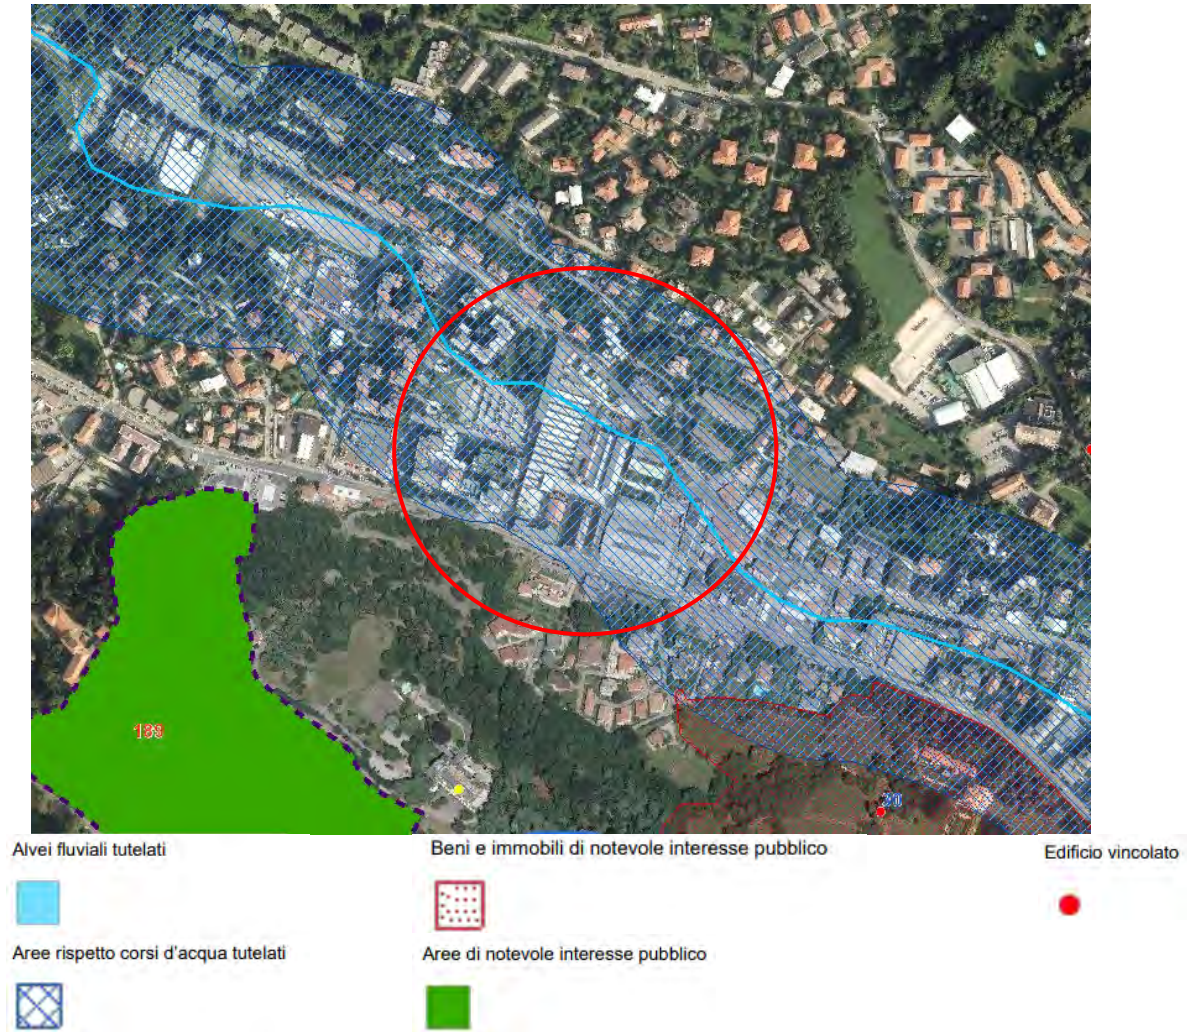 189
Alvei fluviali tutelati
Beni e immobili di notevole interesse pubblico
Edificio vincolato
Aree rispetto corsi d'acqua tutelati
Aree di notevole interesse pubblico